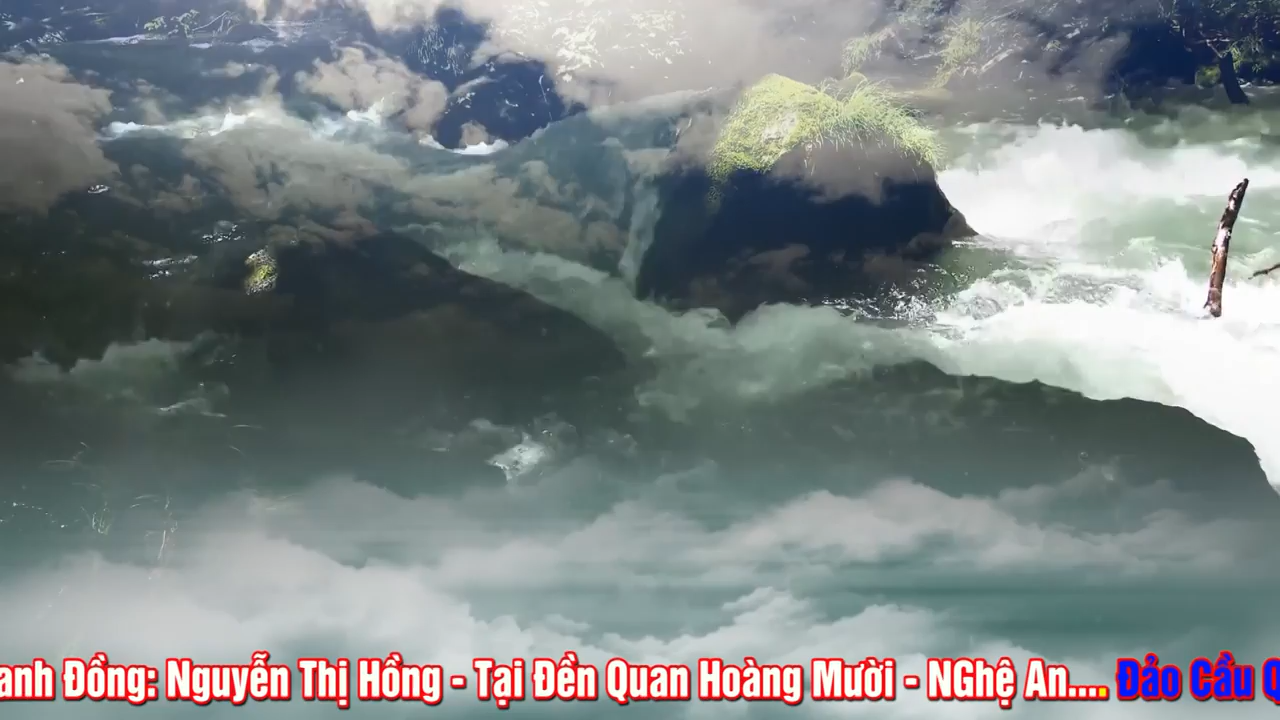 anh Đồng: Nguyễn Thị Hồng - Tại Đền Quan Hoàng Mười - NGhệ An.... Đảo Cầu Q